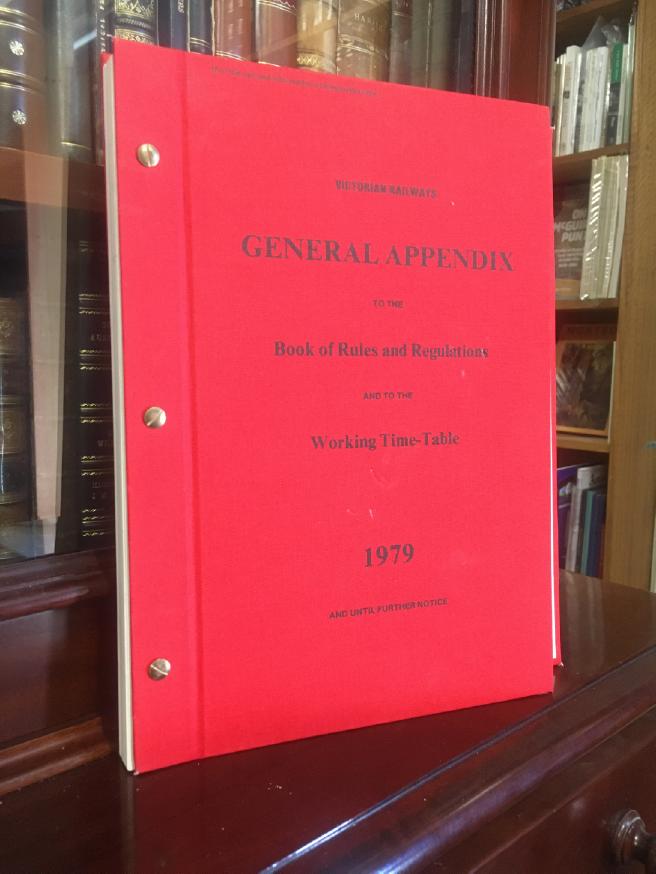 VICTORIAN RAILWAYS
GENERAL APPENDIX
TO THE
Book of Rules and Regulations
AND TO THE
Working Time-Table
1979
AND UNTIL FURTHER NOTICE